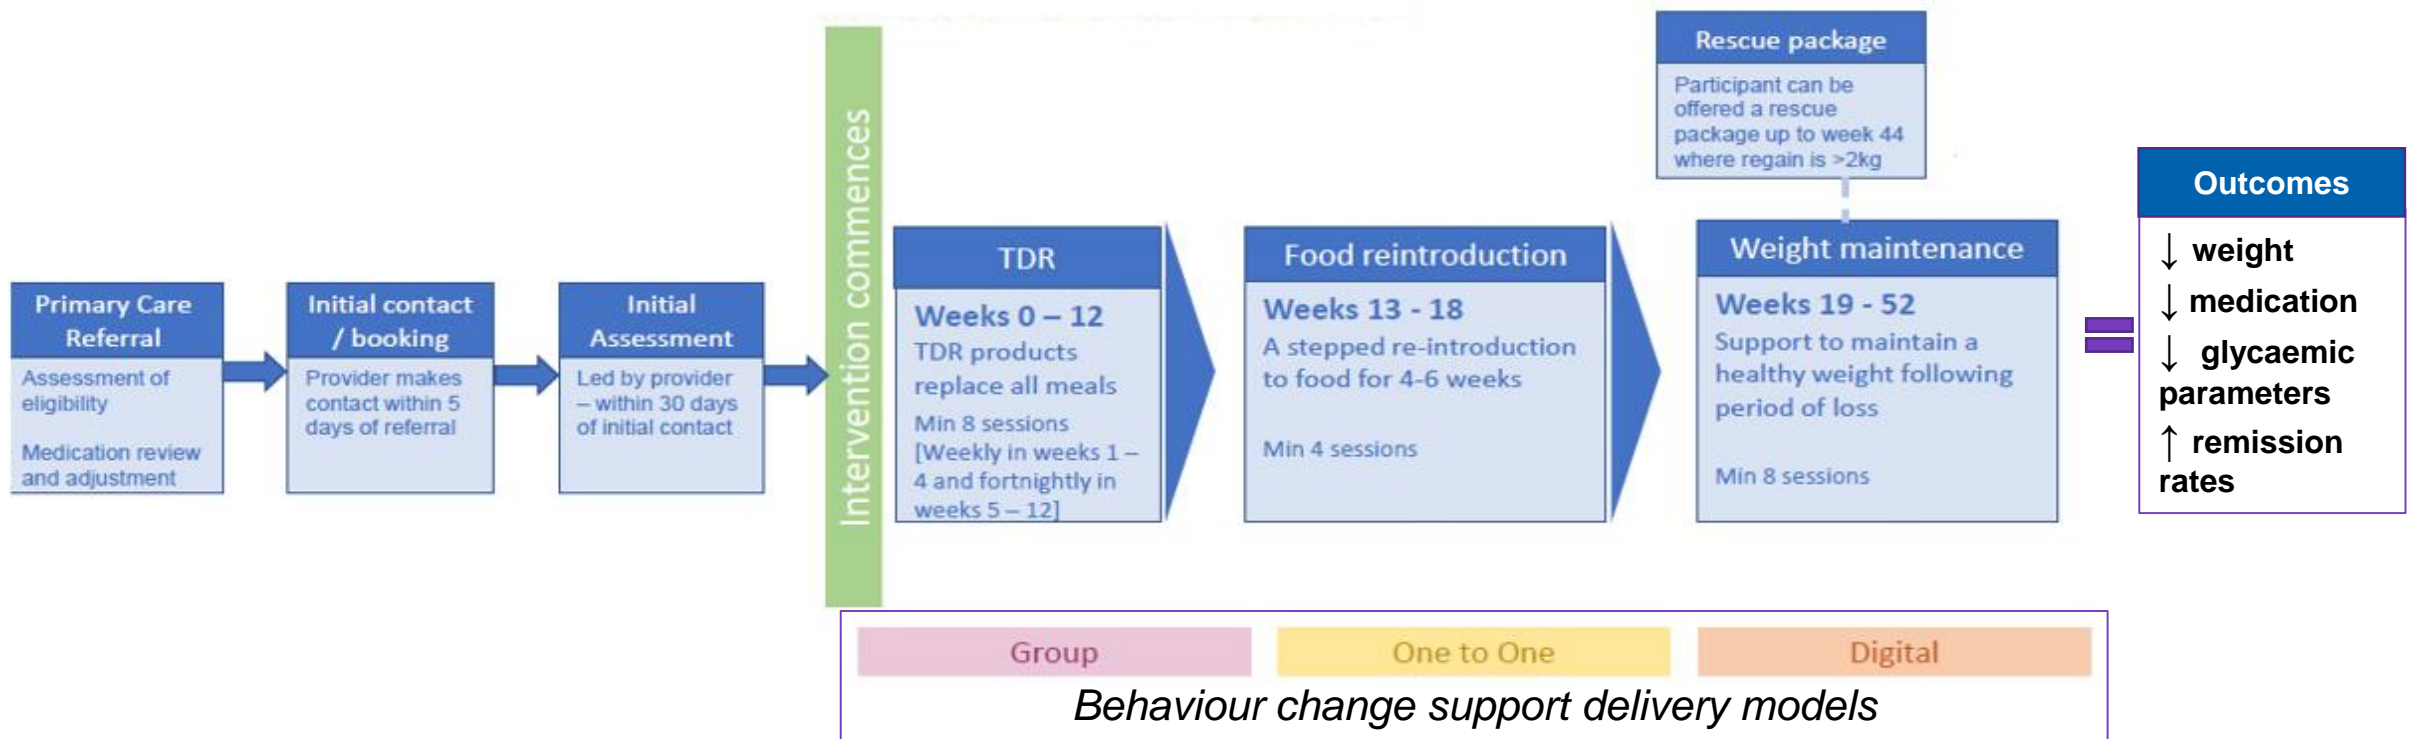 Primary Care
Referral
Assessment of
eligibility
Medication review
and adjustment
Initial contact
/ booking
Provider makes
contact within 5
days of referral
Initial
Assessment
Led by provider
– within 30 days
of initial contact
Intervention commences
TDR
Weeks 0 – 12
TDR products
replace all meals
Min 8 sessions
[Weekly in weeks 1 –
4 and fortnightly in
weeks 5 – 12]
Food reintroduction
Weeks 13 - 18
A stepped re-introduction
to food for 4-6 weeks
Min 4 sessions
Rescue package
Participant can be
offered a rescue
package up to week 44
where regain is >2kg
Weight maintenance
Weeks 19 - 52
Support to maintain a
healthy weight following
period of loss
Min 8 sessions
Outcomes
↓ weight
↓ medication
↓ glycaemic
parameters
↑ remission
rates
Group
One to One
Digital
Behaviour change support delivery models